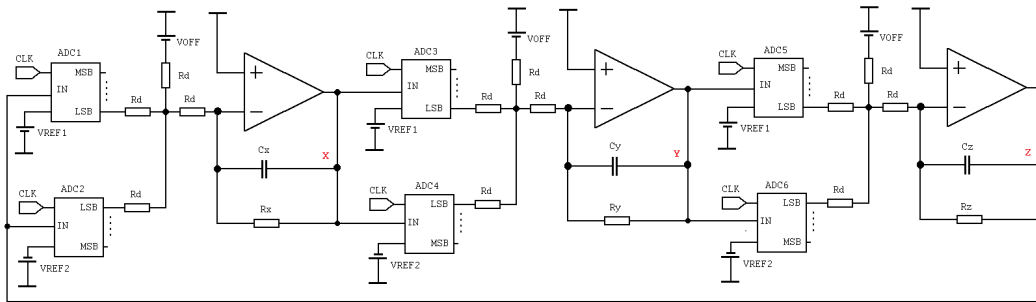 ADC1
CLK
MSB
IN
LSB
VREF1
VOFF
Rd
Rd
Rd
+
−
Cx
X
Rx
ADC2
CLK
LSB
IN
MSB
VREF2
Rd
ADC3
CLK
MSB
IN
LSB
VREF1
VOFF
Rd
Rd
Rd
+
−
Cy
Y
Ry
ADC4
CLK
LSB
IN
MSB
VREF2
Rd
ADC5
CLK
MSB
IN
LSB
VREF1
VOFF
Rd
Rd
Rd
+
−
Cz
Z
Rz
ADC6
CLK
LSB
IN
MSB
VREF2
Rd